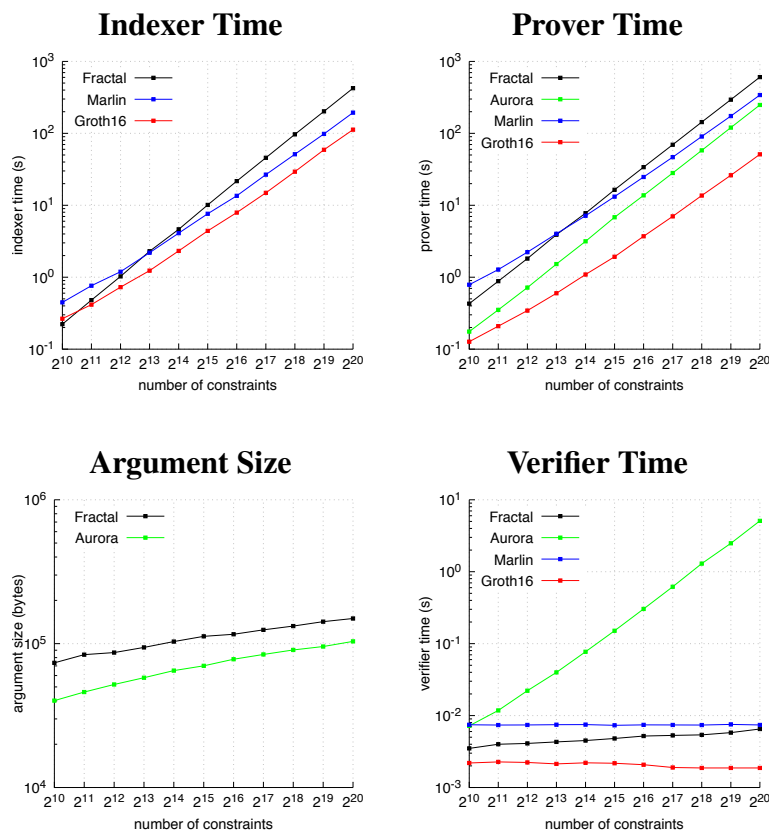 Indexer Time
10^3
10^2
10^1
10^0
10^-1
indexer time (s)
Fractal
Marlin
Groth16
2^10 2^11 2^12 2^13 2^14 2^15 2^16 2^17 2^18 2^19 2^20
number of constraints
Prover Time
10^3
10^2
10^1
10^0
10^-1
prover time (s)
Fractal
Aurora
Marlin
Groth16
2^10 2^11 2^12 2^13 2^14 2^15 2^16 2^17 2^18 2^19 2^20
number of constraints
Argument Size
10^6
10^5
10^4
argument size (bytes)
Fractal
Aurora
2^10 2^11 2^12 2^13 2^14 2^15 2^16 2^17 2^18 2^19 2^20
number of constraints
Verifier Time
10^1
10^0
10^-1
10^-2
10^-3
verifier time (s)
Fractal
Aurora
Marlin
Groth16
2^10 2^11 2^12 2^13 2^14 2^15 2^16 2^17 2^18 2^19 2^20
number of constraints